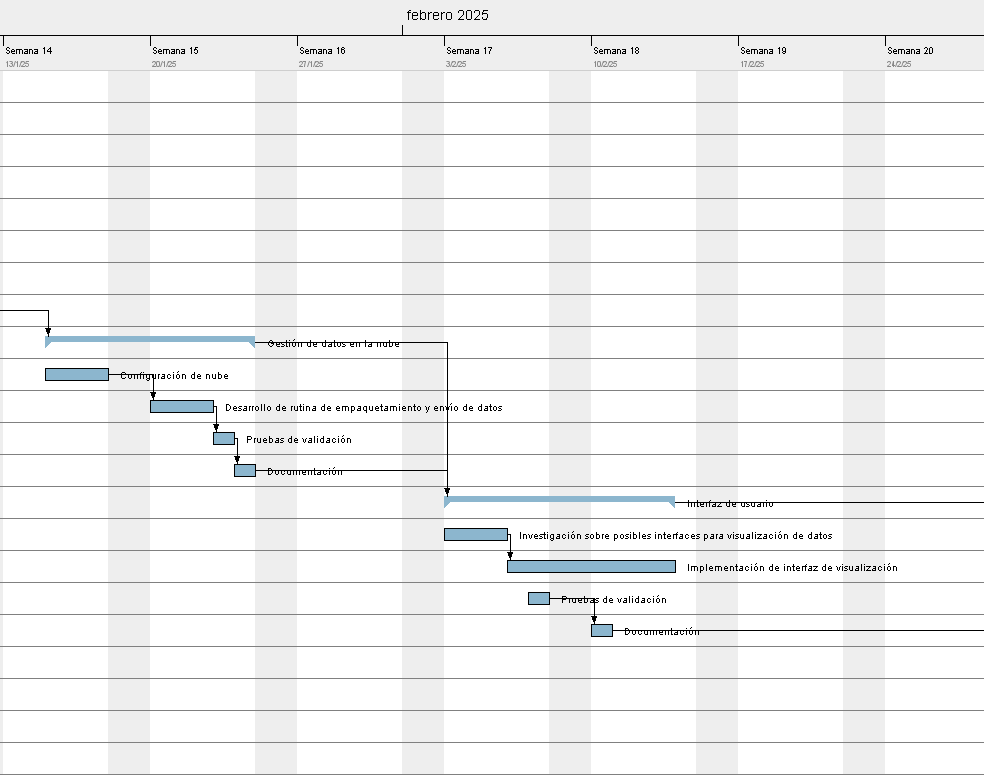 febrero 2025
Semana 14 Semana 15 Semana 16 Semana 17 Semana 18 Semana 19 Semana 20
13/1/25 20/1/25 27/1/25 3/2/25 10/2/25 17/2/25 24/2/25
Gestión de datos en la nube
Configuración de nube
Desarrollo de rutina de empaquetamiento y envío de datos
Pruebas de validación
Documentación
Interfaz de usuario
Investigación sobre posibles interfaces para visualización de datos
Implementación de interfaz de visualización
Pruebas de validación
Documentación